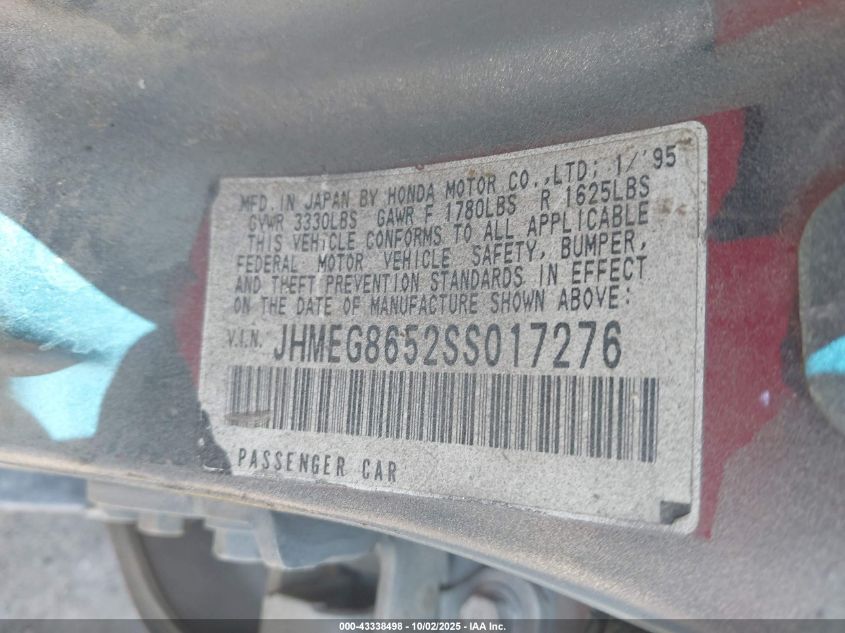 MFD. IN JAPAN BY HONDA MOTOR CO.,LTD; 1/'95
GVWR 3330LBS GAWR F 1780LBS R 1625LBS
THIS VEHICLE CONFORMS TO ALL APPLICABLE
FEDERAL MOTOR VEHICLE SAFETY, BUMPER,
AND THEFT PREVENTION STANDARDS IN EFFECT
ON THE DATE OF MANUFACTURE SHOWN ABOVE:
V.I.N. JHMEG8652SS017276
PASSENGER CAR
000-43338498 - 10/02/2025 - IAA Inc.